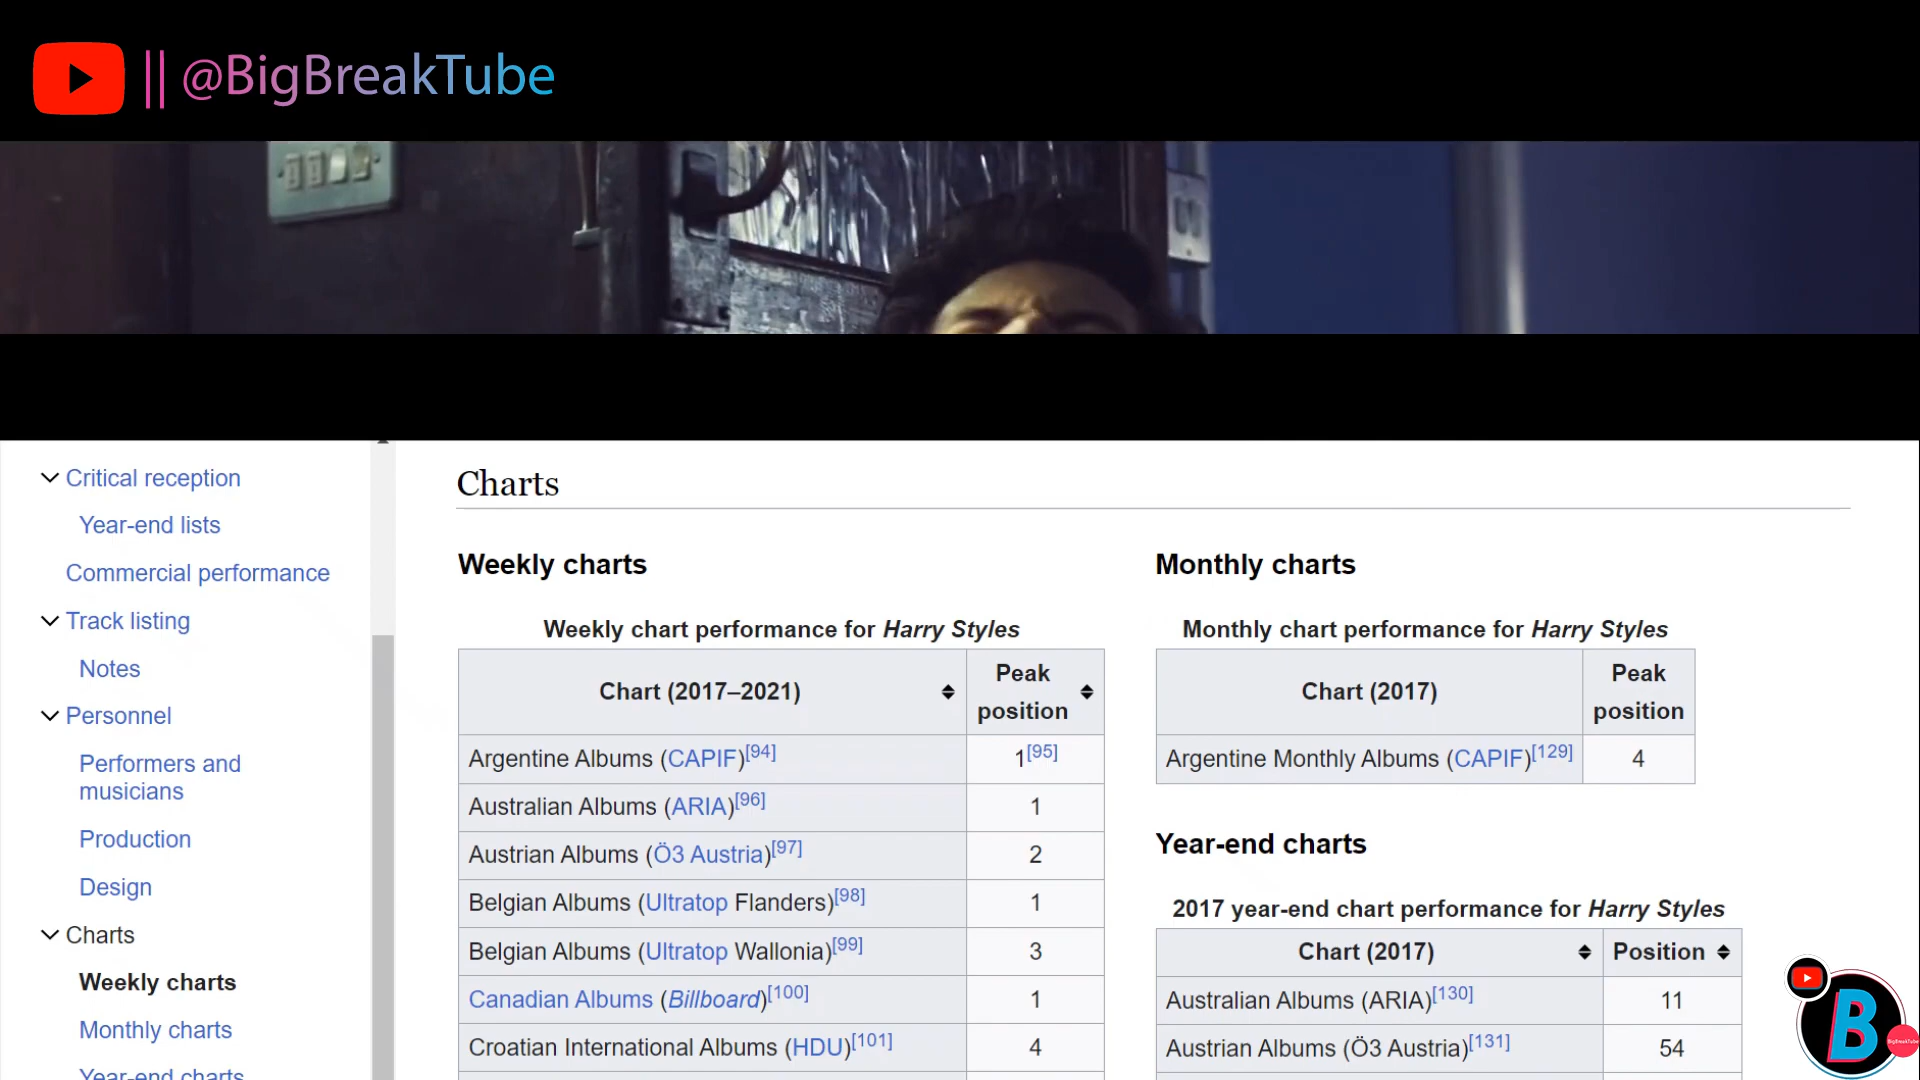 @BigBreakTube
Critical reception
Year-end lists
Commercial performance
Track listing
Notes
Personnel
Performers and
musicians
Production
Design
Charts
Weekly charts
Monthly charts
Year-end charts
Charts
Weekly charts
Weekly chart performance for Harry Styles
Chart (2017–2021) Peak position
Argentine Albums (CAPIF)[94] 1[95]
Australian Albums (ARIA)[96] 1
Austrian Albums (Ö3 Austria)[97] 2
Belgian Albums (Ultratop Flanders)[98] 1
Belgian Albums (Ultratop Wallonia)[99] 3
Canadian Albums (Billboard)[100] 1
Croatian International Albums (HDU)[101] 4
Monthly charts
Monthly chart performance for Harry Styles
Chart (2017) Peak position
Argentine Monthly Albums (CAPIF)[129] 4
Year-end charts
2017 year-end chart performance for Harry Styles
Chart (2017) Position
Australian Albums (ARIA)[130] 11
Austrian Albums (Ö3 Austria)[131] 54
B
BigBreakTube